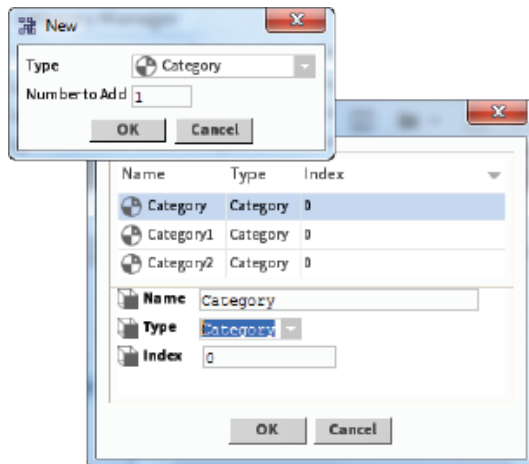 New
Type Category
Number to Add 1
OK Cancel
Name Type Index
Category Category 0
Category1 Category 0
Category2 Category 0
Name Category
Type Category
Index 0
OK Cancel